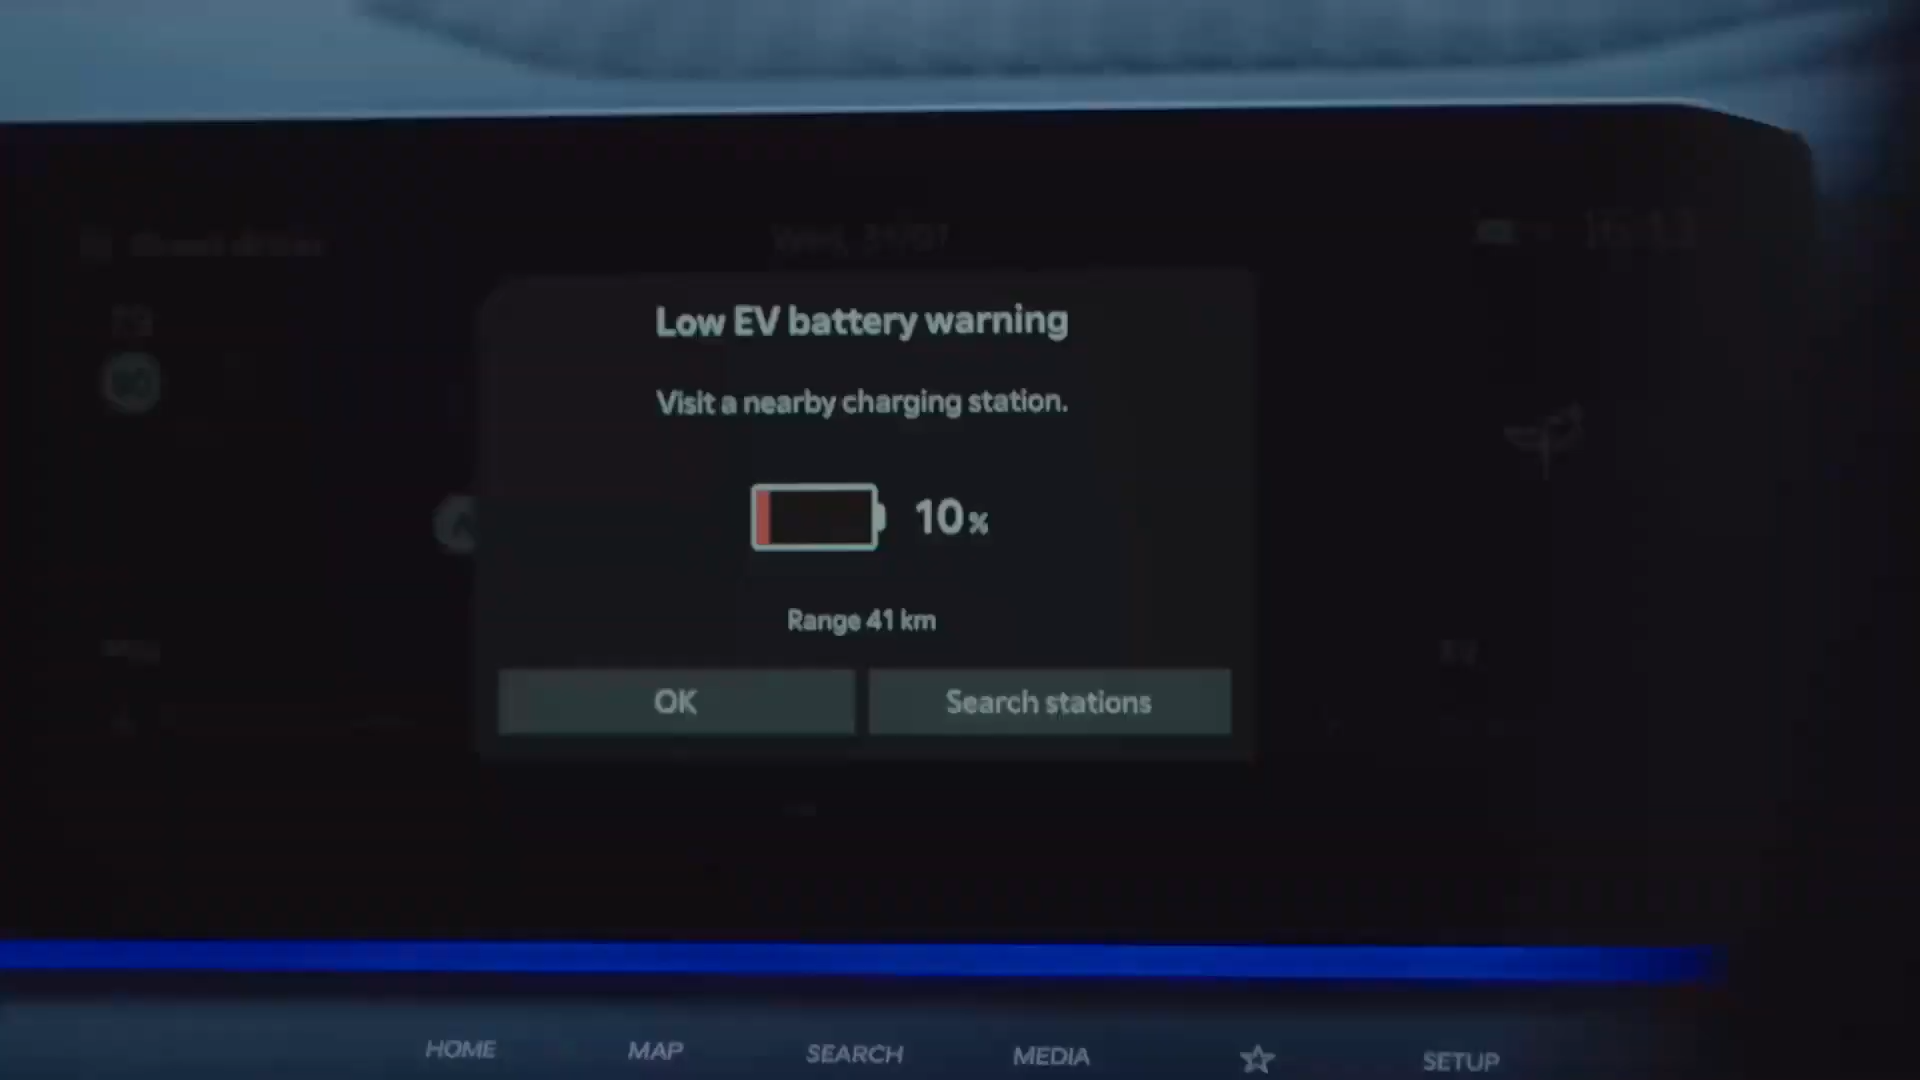 Low EV battery warning
Visit a nearby charging station.
10%
Range 41 km
OK
Search stations
HOME MAP SEARCH MEDIA SETUP